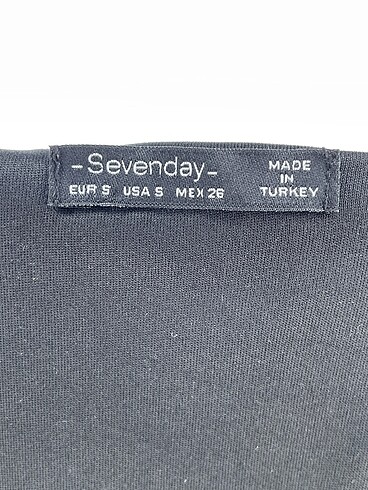 -Sevenday-
EUR S USA S MEX 26
MADE
IN
TURKEY